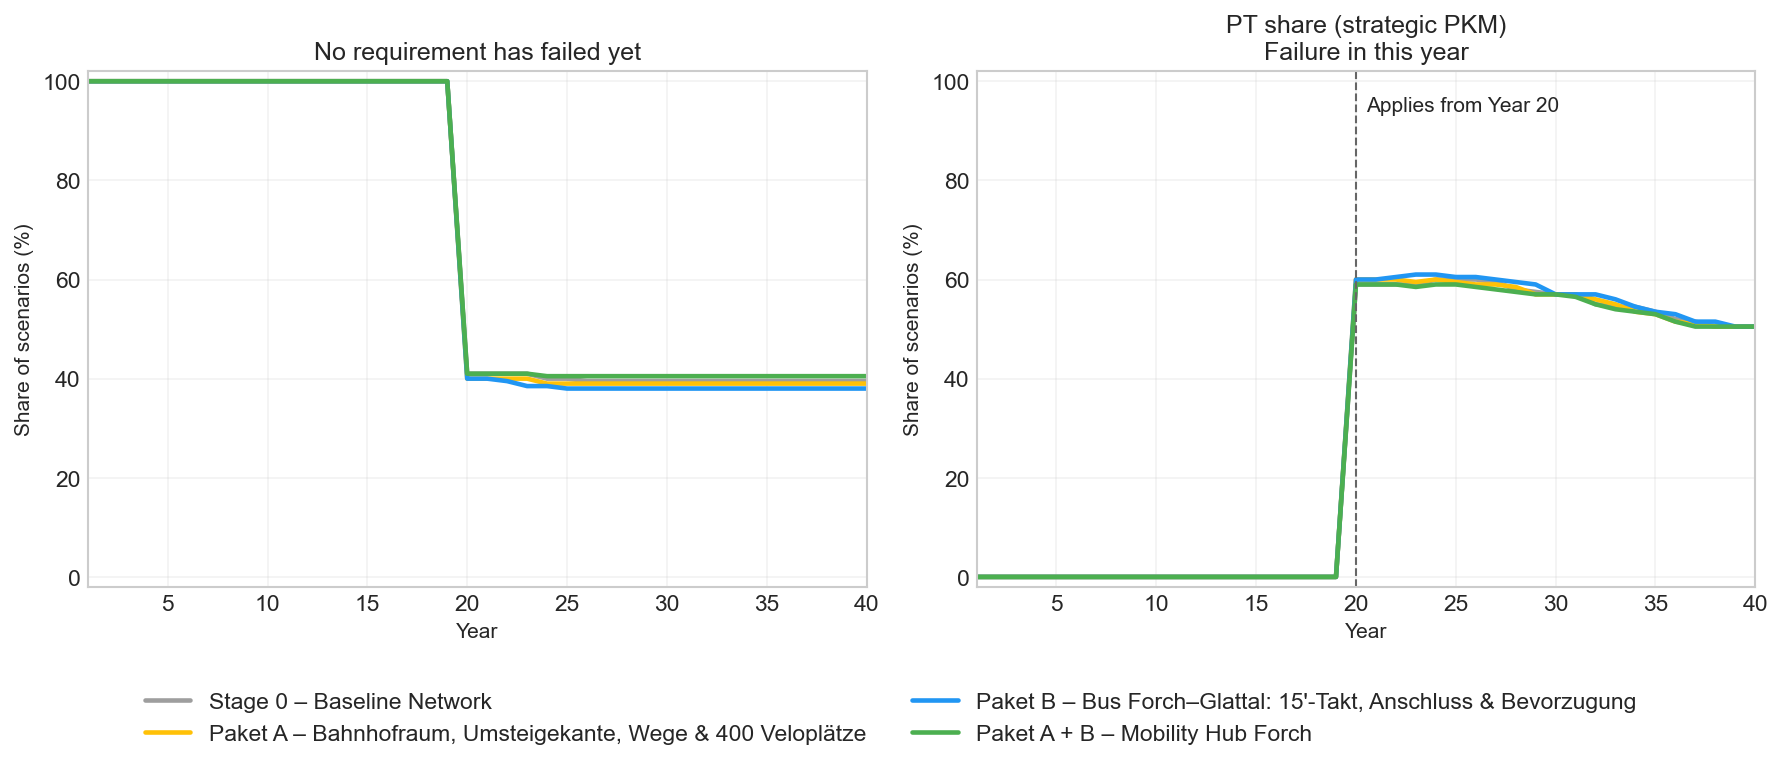 No requirement has failed yet
Share of scenarios (%)
100
80
60
40
20
0
5 10 15 20 25 30 35 40
Year
PT share (strategic PKM)
Failure in this year
Applies from Year 20
Share of scenarios (%)
100
80
60
40
20
0
5 10 15 20 25 30 35 40
Year
Stage 0 – Baseline Network
Paket A – Bahnhofraum, Umsteigekante, Wege & 400 Veloplätze
Paket B – Bus Forch–Glattal: 15'-Takt, Anschluss & Bevorzugung
Paket A + B – Mobility Hub Forch